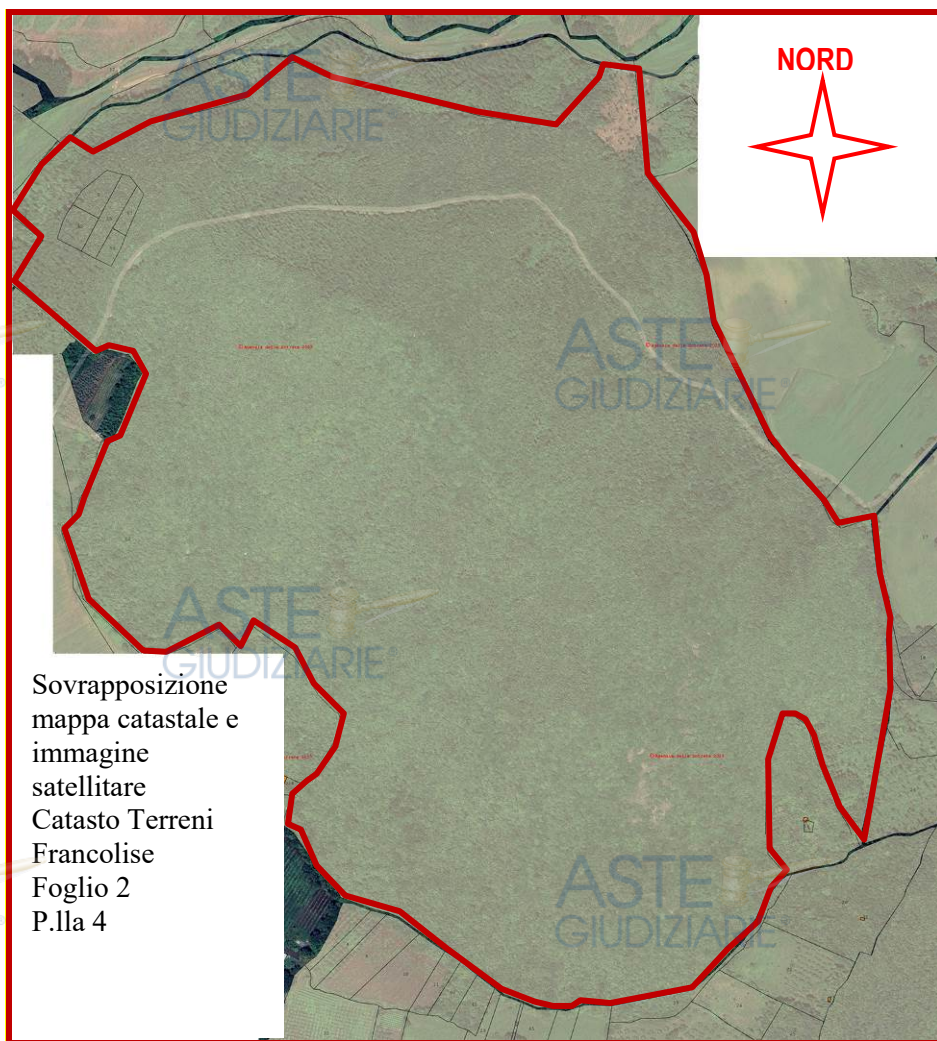 NORD
ASTE
GIUDIZIARIE
ASTE
GIUDIZIARIE
ASTE
GIUDIZIARIE
Sovrapposizione
mappa catastale e
immagine
satellitare
Catasto Terreni
Francolise
Foglio 2
P.lla 4
ASTE
GIUDIZIARIE